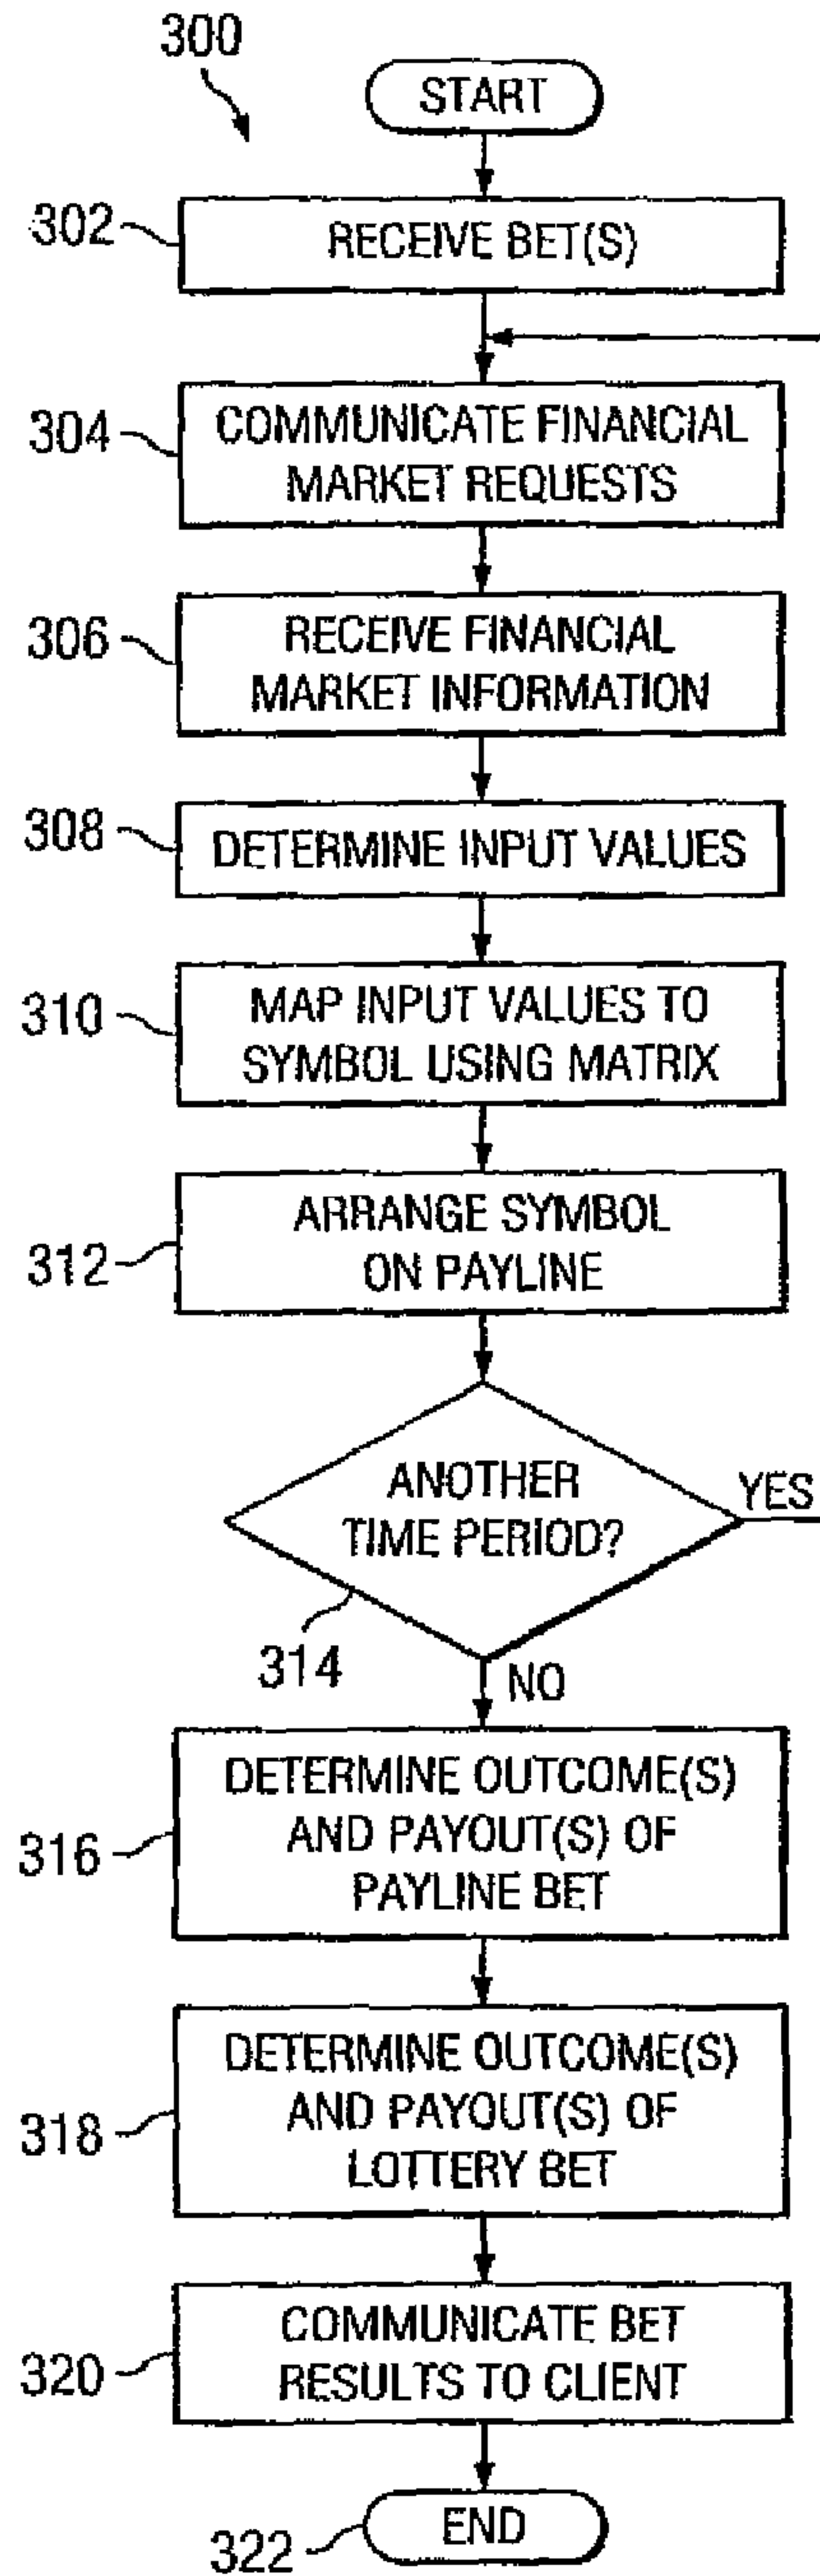 300
START
302
RECEIVE BET(S)
304
COMMUNICATE FINANCIAL
MARKET REQUESTS
306
RECEIVE FINANCIAL
MARKET INFORMATION
308
DETERMINE INPUT VALUES
310
MAP INPUT VALUES TO
SYMBOL USING MATRIX
312
ARRANGE SYMBOL
ON PAYLINE
ANOTHER
TIME PERIOD?
YES
314
NO
316
DETERMINE OUTCOME(S)
AND PAYOUT(S) OF
PAYLINE BET
318
DETERMINE OUTCOME(S)
AND PAYOUT(S) OF
LOTTERY BET
320
COMMUNICATE BET
RESULTS TO CLIENT
322
END